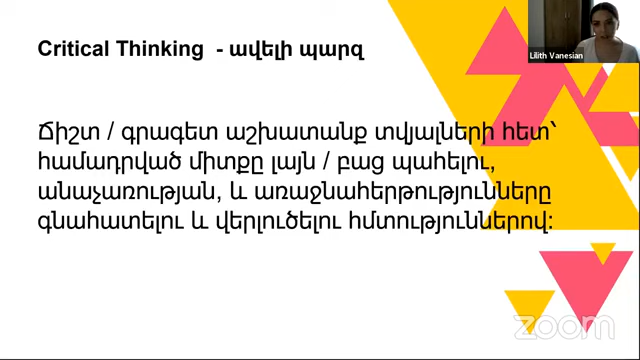 Critical Thinking - ավելի պարզ
Lilith Vanesian
Ճիշտ / գրագետ աշխատանք տվյալների հետ՝
համադրված միտքը լայն / բաց պահելու,
անաչառության, և առաջնահերթությունները
գնահատելու և վերլուծելու հմտություններով:
zoom